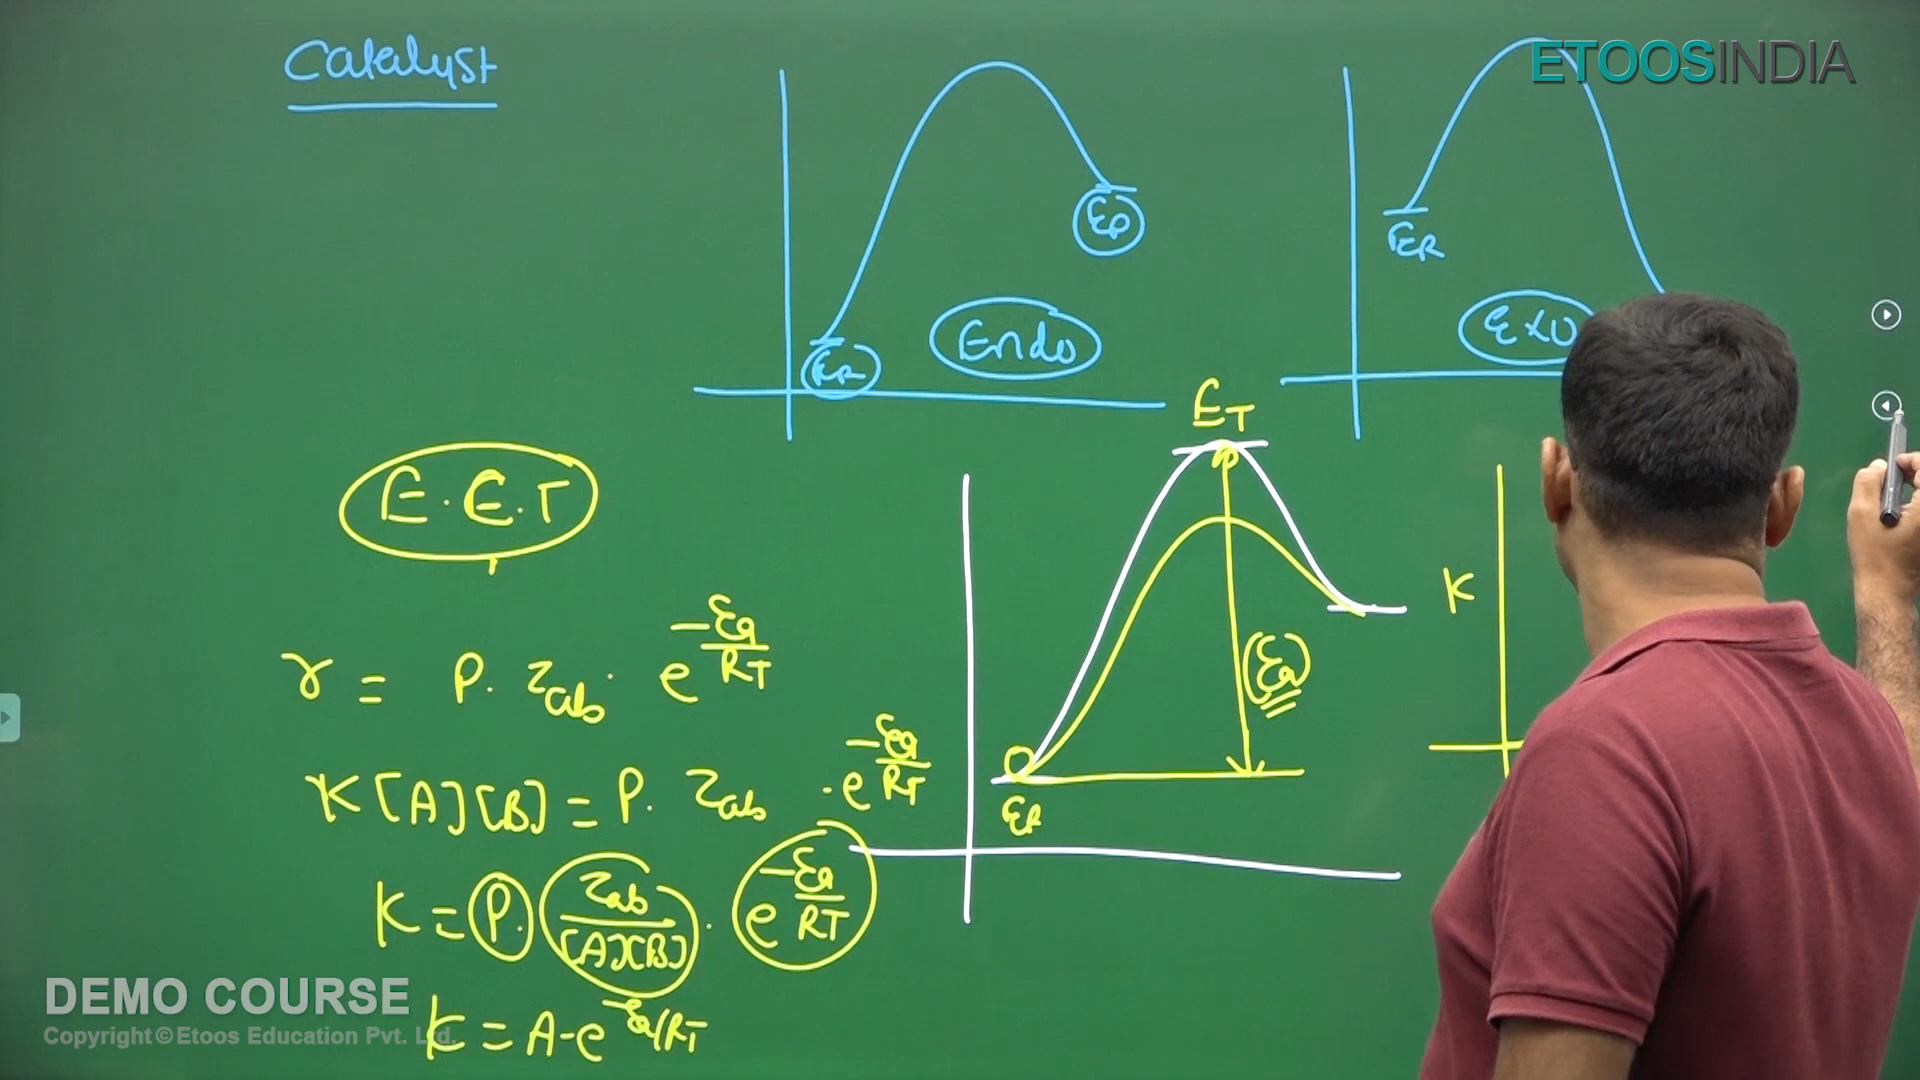 Catalyst
ETOOSINDIA
EP
ER
Endo
ER
Exo
ET
E.E.T
K
r = P. Zab. e^-Ea/RT
Ea
K[A][B] = P. Zab . e^-Ea/RT
ER
K = P. Zab/[A][B] . e^-Ea/RT
DEMO COURSE
Copyright © Etoos Education Pvt. Ltd.
K = A. e^-Ea/RT